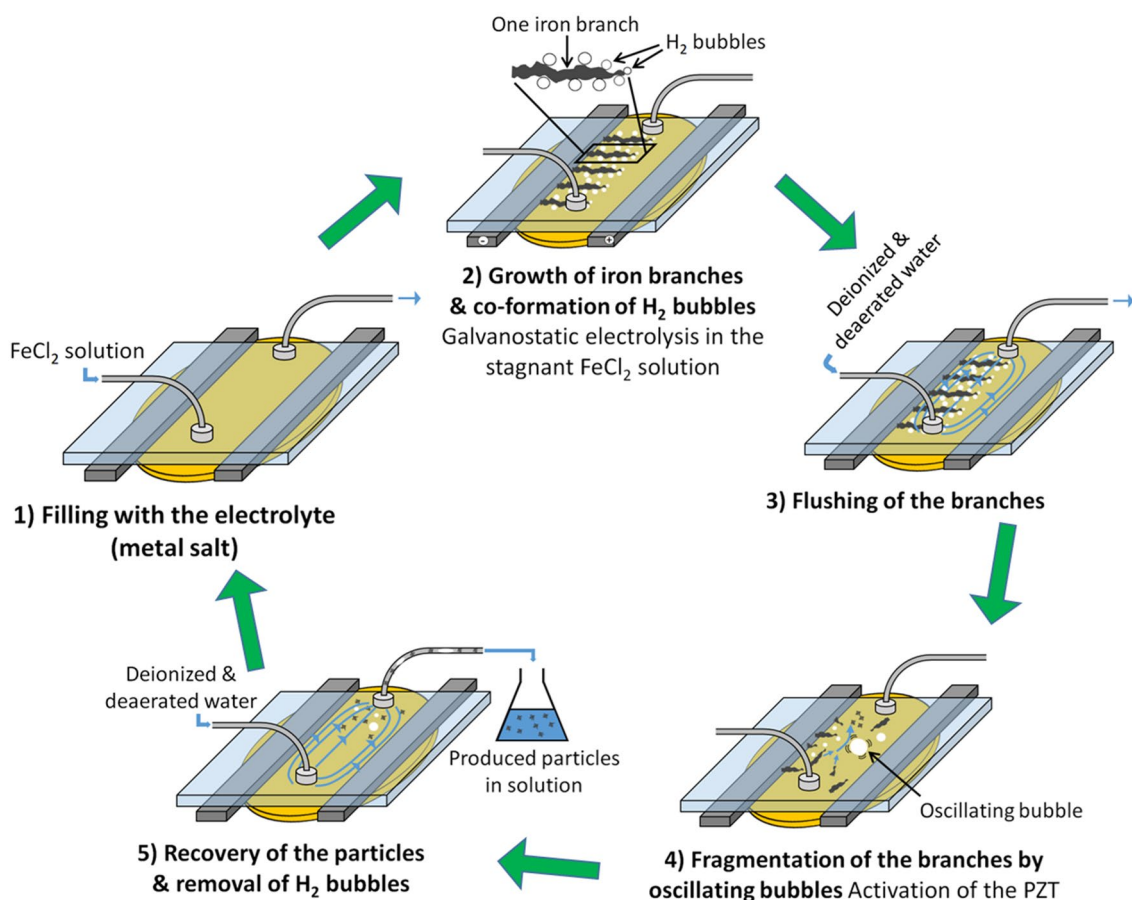 One iron branch
H₂ bubbles
-
+
2) Growth of iron branches
& co-formation of H₂ bubbles
Galvanostatic electrolysis in the
stagnant FeCl₂ solution
FeCl₂ solution
1) Filling with the electrolyte
(metal salt)
Deionized &
deaerated water
3) Flushing of the branches
Deionized &
deaerated water
Produced particles
in solution
5) Recovery of the particles
& removal of H₂ bubbles
Oscillating bubble
4) Fragmentation of the branches by
oscillating bubbles Activation of the PZT